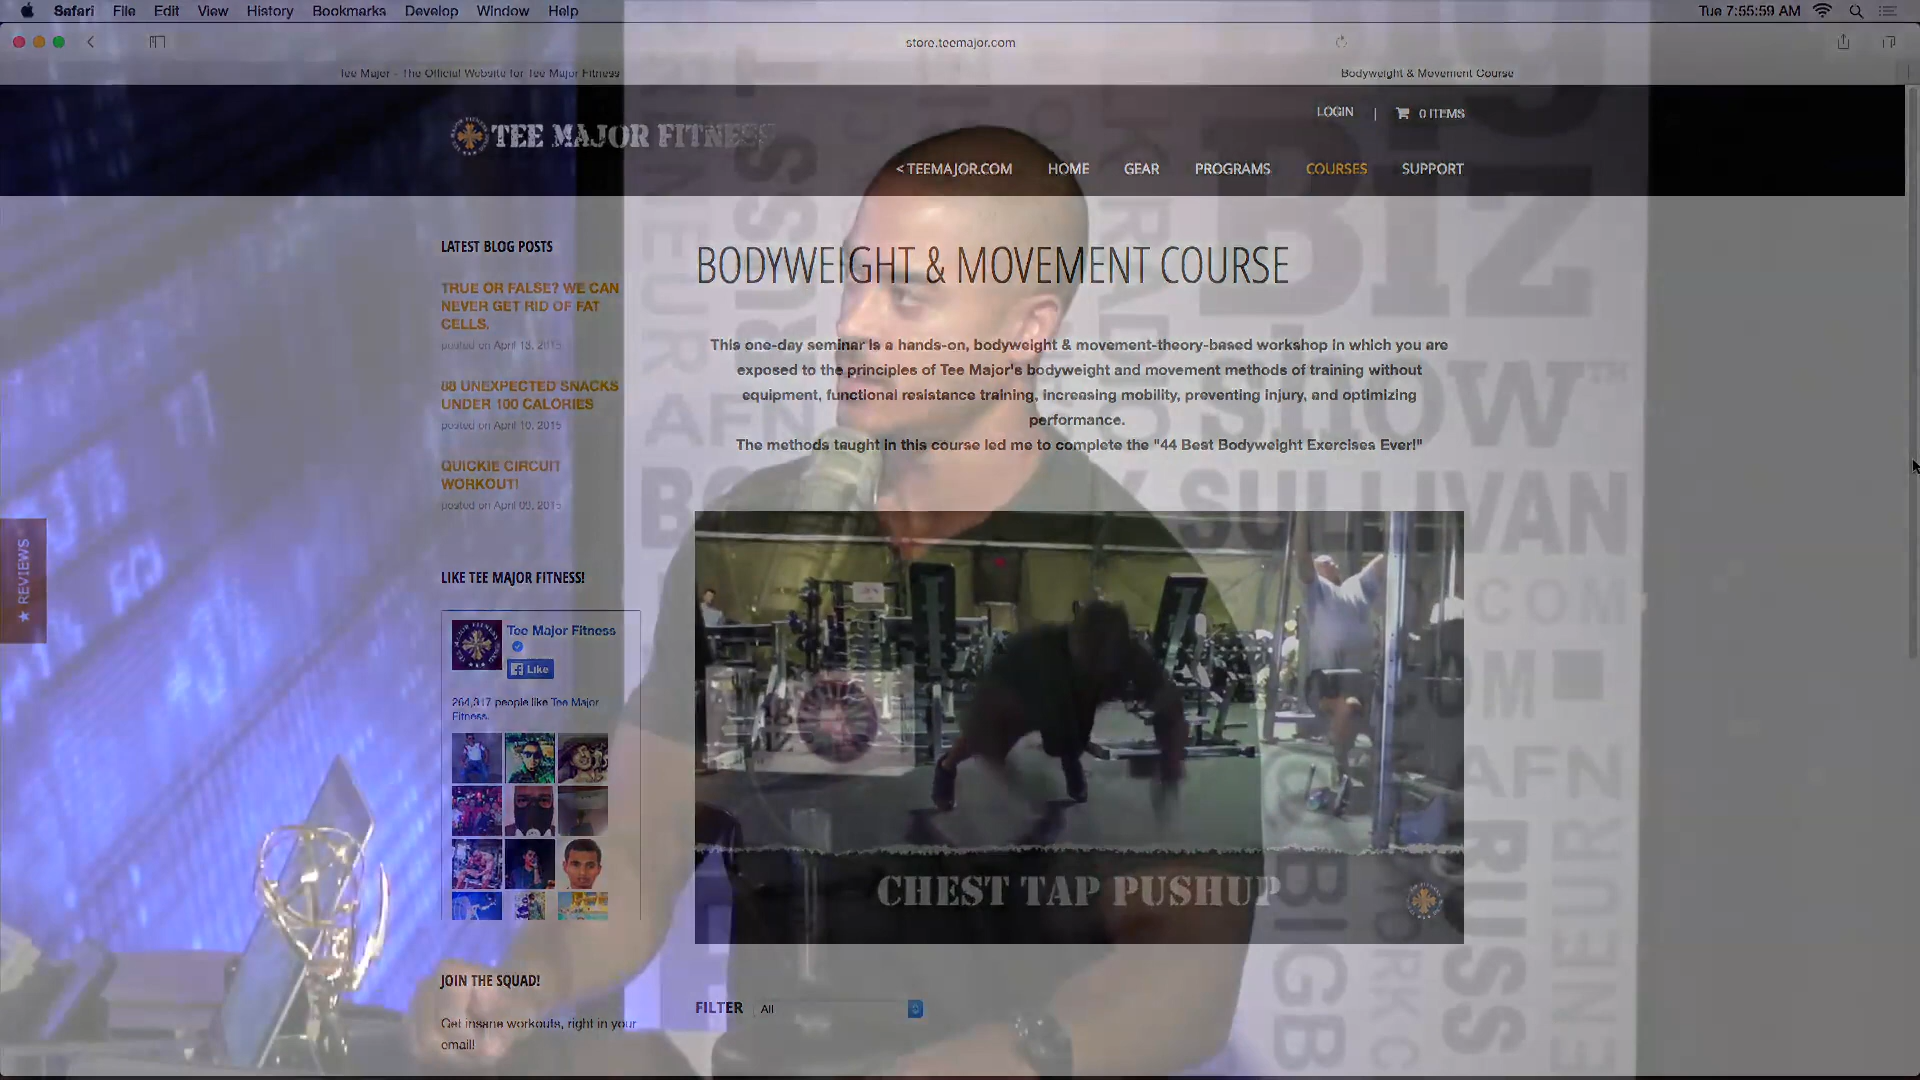 Safari File Edit View History Bookmarks Develop Window Help
Tue 7:55:59 AM
store.teemajor.com
Tee Major - The Official Website for Tee Major Fitness
Bodyweight & Movement Course
LOGIN | 0 ITEMS
TEE MAJOR FITNESS
< TEEMAJOR.COM HOME GEAR PROGRAMS COURSES SUPPORT
LATEST BLOG POSTS
TRUE OR FALSE? WE CAN
NEVER GET RID OF FAT
CELLS.
posted on April 13, 2015
88 UNEXPECTED SNACKS
UNDER 100 CALORIES
posted on April 10, 2015
QUICKIE CIRCUIT
WORKOUT!
posted on April 09, 2015
★ REVIEWS
LIKE TEE MAJOR FITNESS!
Tee Major Fitness
Like
264,317 people like Tee Major
Fitness.
JOIN THE SQUAD!
Get insane workouts, right in your
email!
BODYWEIGHT & MOVEMENT COURSE
This one-day seminar is a hands-on, bodyweight & movement-theory-based workshop in which you are
exposed to the principles of Tee Major's bodyweight and movement methods of training without
equipment, functional resistance training, increasing mobility, preventing injury, and optimizing
performance.
The methods taught in this course led me to complete the "44 Best Bodyweight Exercises Ever!"
CHEST TAP PUSHUP
FILTER All
BIZ
SHOW
SULLIVAN
COM
AFN
BIGB
RUSS
ENEUR